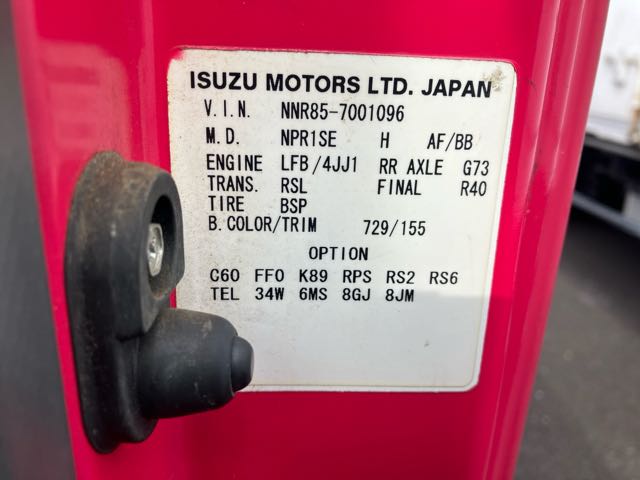 ISUZU MOTORS LTD. JAPAN
V.I.N. NNR85-7001096
M.D. NPR1SE H AF/BB
ENGINE LFB/4JJ1 RR AXLE G73
TRANS. RSL FINAL R40
TIRE BSP
B.COLOR/TRIM 729/155
OPTION
C60 FF0 K89 RPS RS2 RS6
TEL 34W 6MS 8GJ 8JM